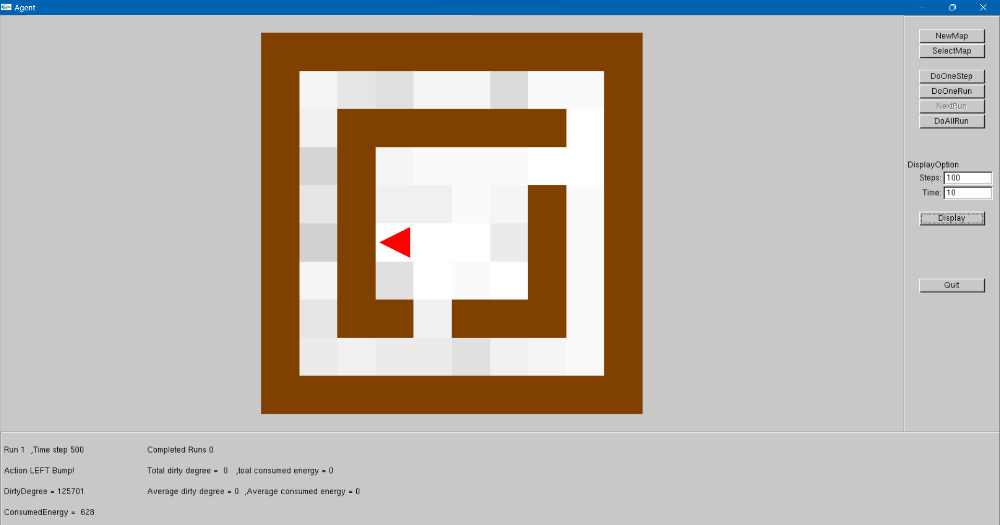 Agent
NewMap
SelectMap
DoOneStep
DoOneRun
NextRun
DoAllRun
DisplayOption
Steps: 100
Time: 10
Display
Quit
Run 1 ,Time step 500 Completed Runs 0
Action LEFT Bump! Total dirty degree = 0 ,toal consumed energy = 0
DirtyDegree = 125701 Average dirty degree = 0 ,Average consumed energy = 0
ConsumedEnergy = 628